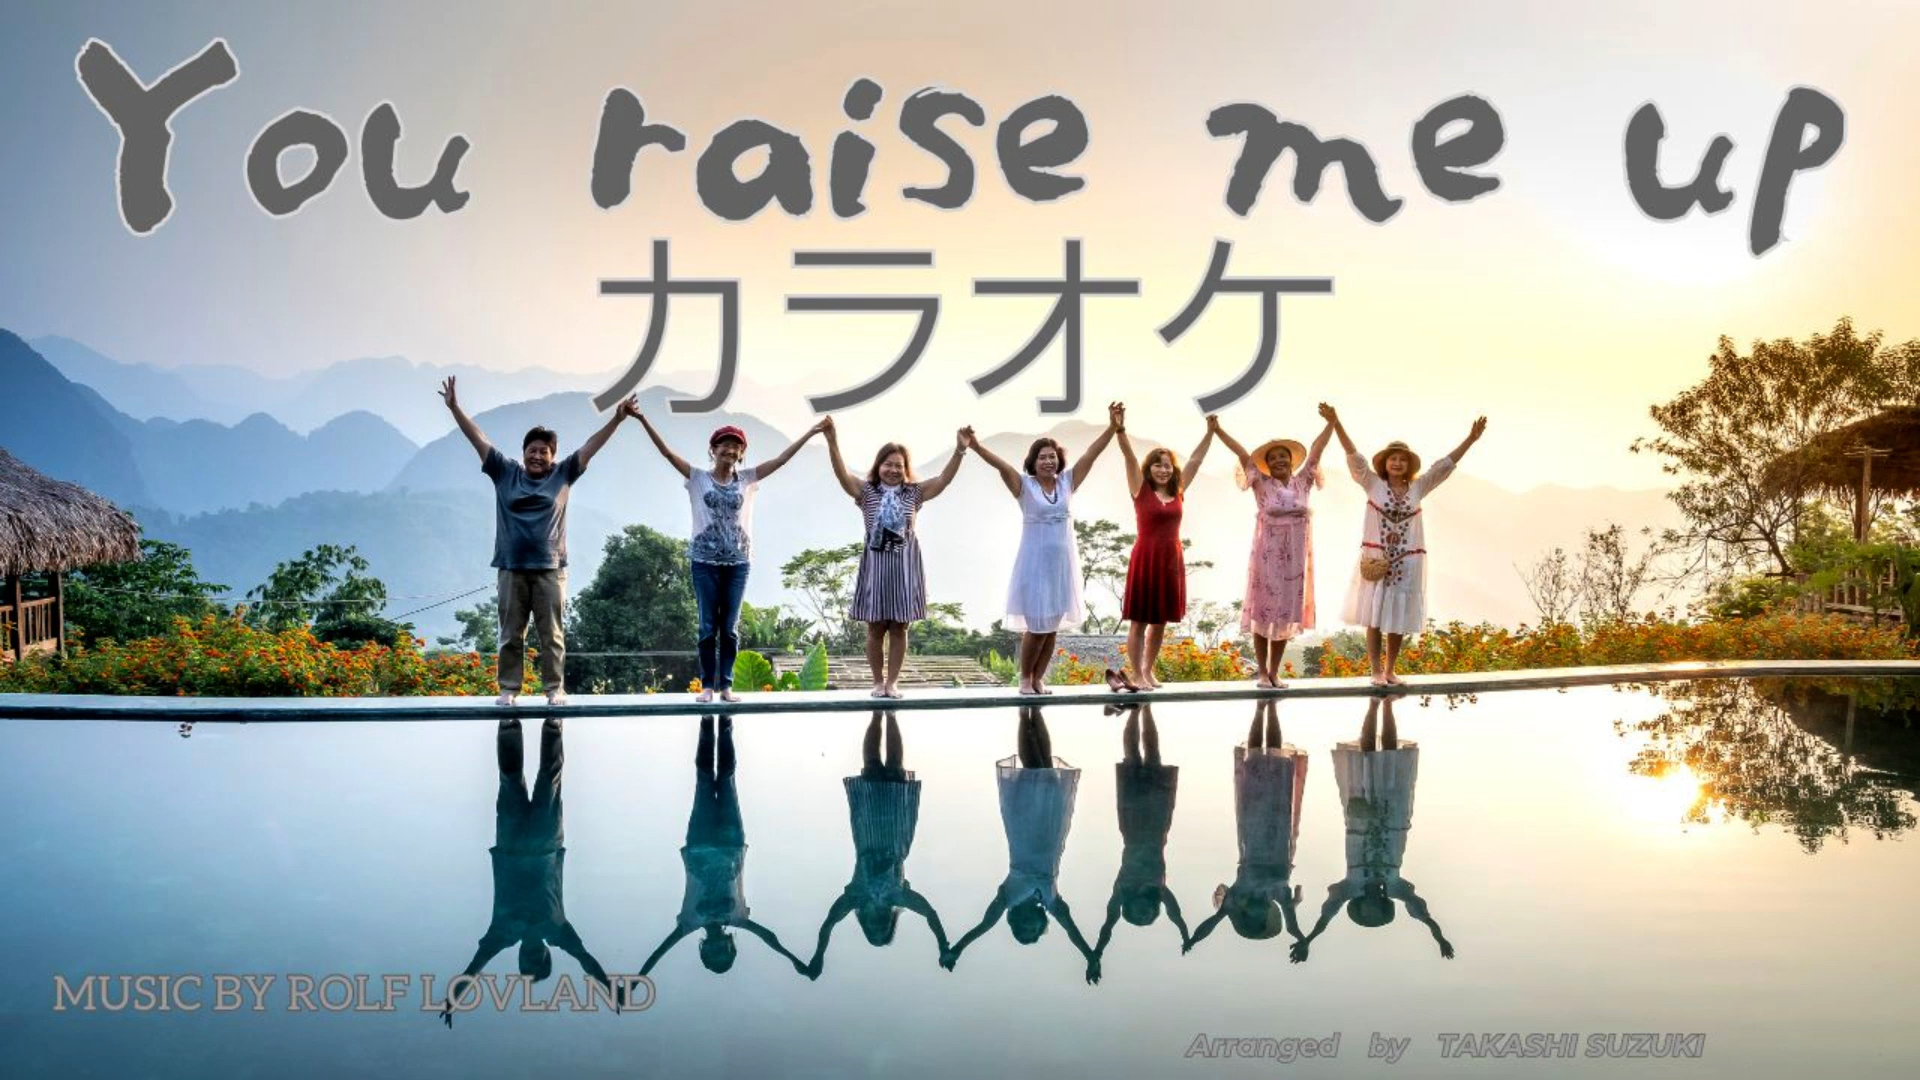 You raise me up
カラオケ
MUSIC BY ROLF LØVLAND
Arranged by TAKASHI SUZUKI